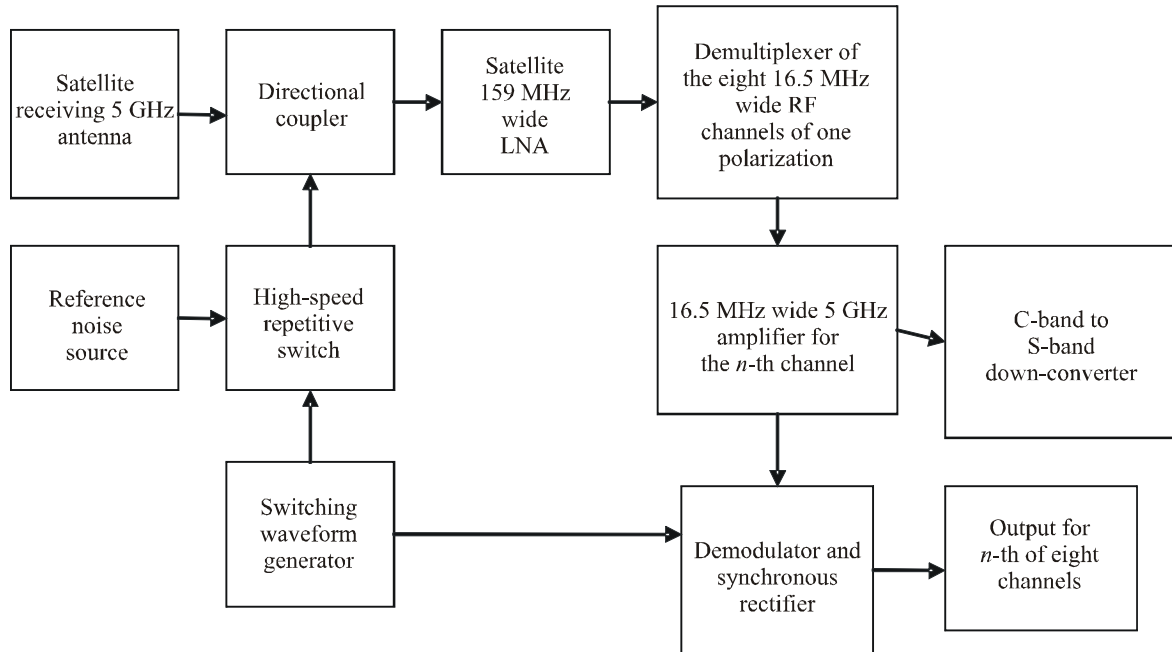 Satellite
receiving 5 GHz
antenna
Directional
coupler
Satellite
159 MHz
wide
LNA
Demultiplexer of
the eight 16.5 MHz
wide RF
channels of one
polarization
Reference
noise
source
High-speed
repetitive
switch
16.5 MHz wide 5 GHz
amplifier for
the n-th channel
C-band to
S-band
down-converter
Switching
waveform
generator
Demodulator and
synchronous
rectifier
Output for
n-th of eight
channels